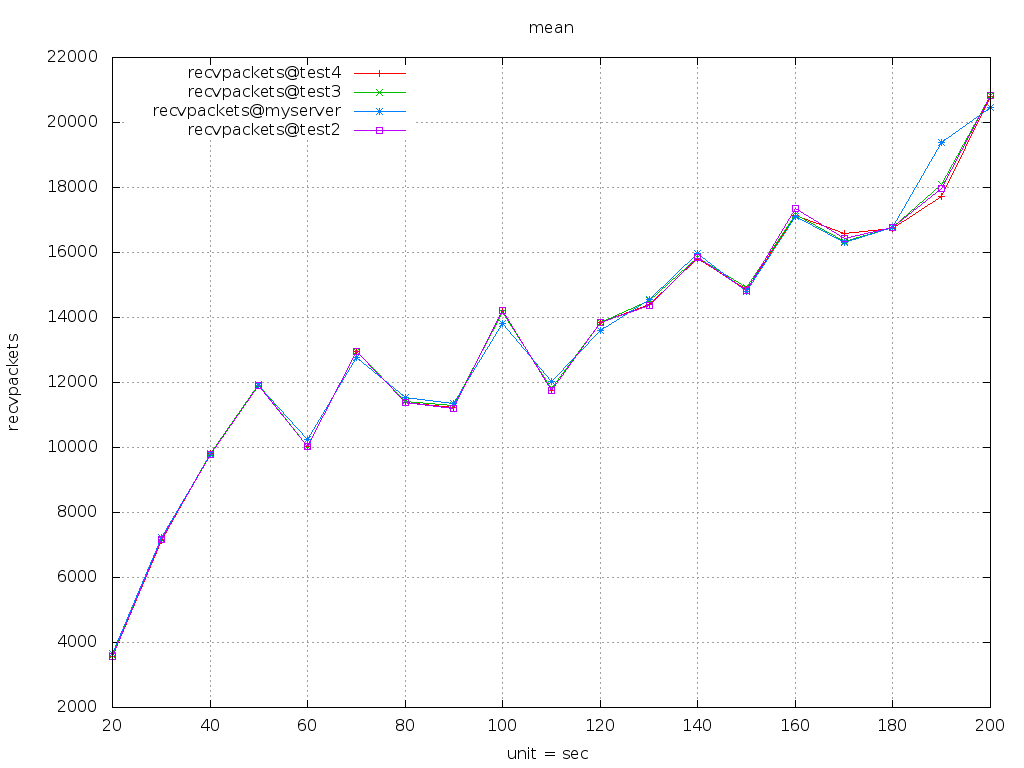 mean
22000
20000
18000
16000
14000
12000
10000
8000
6000
4000
2000
recvpackets@test4
recvpackets@test3
recvpackets@myserver
recvpackets@test2
recvpackets
20 40 60 80 100 120 140 160 180 200
unit = sec